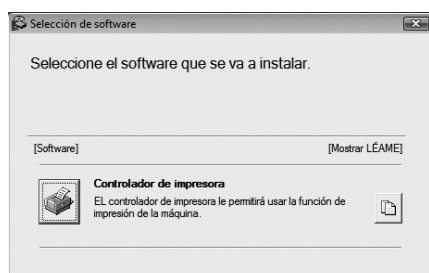 Selección de software
Seleccione el software que se va a instalar.
[Software] [Mostrar LÉAME]
Controlador de impresora
EL controlador de impresora le permitirá usar la función de
impresión de la máquina.